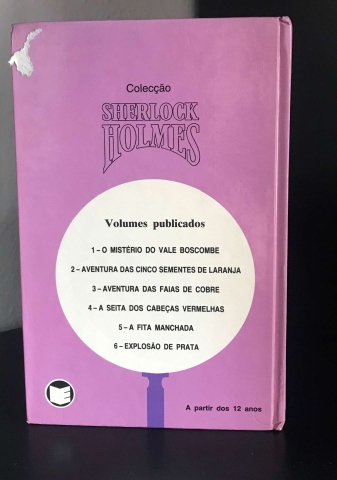 Colecção
SHERLOCK
HOLMES
Volumes publicados
1 – O MISTÉRIO DO VALE BOSCOMBE
2 – AVENTURA DAS CINCO SEMENTES DE LARANJA
3 – AVENTURA DAS FAIAS DE COBRE
4 – A SEITA DOS CABEÇAS VERMELHAS
5 – A FITA MANCHADA
6 – EXPLOSÃO DE PRATA
A partir dos 12 anos